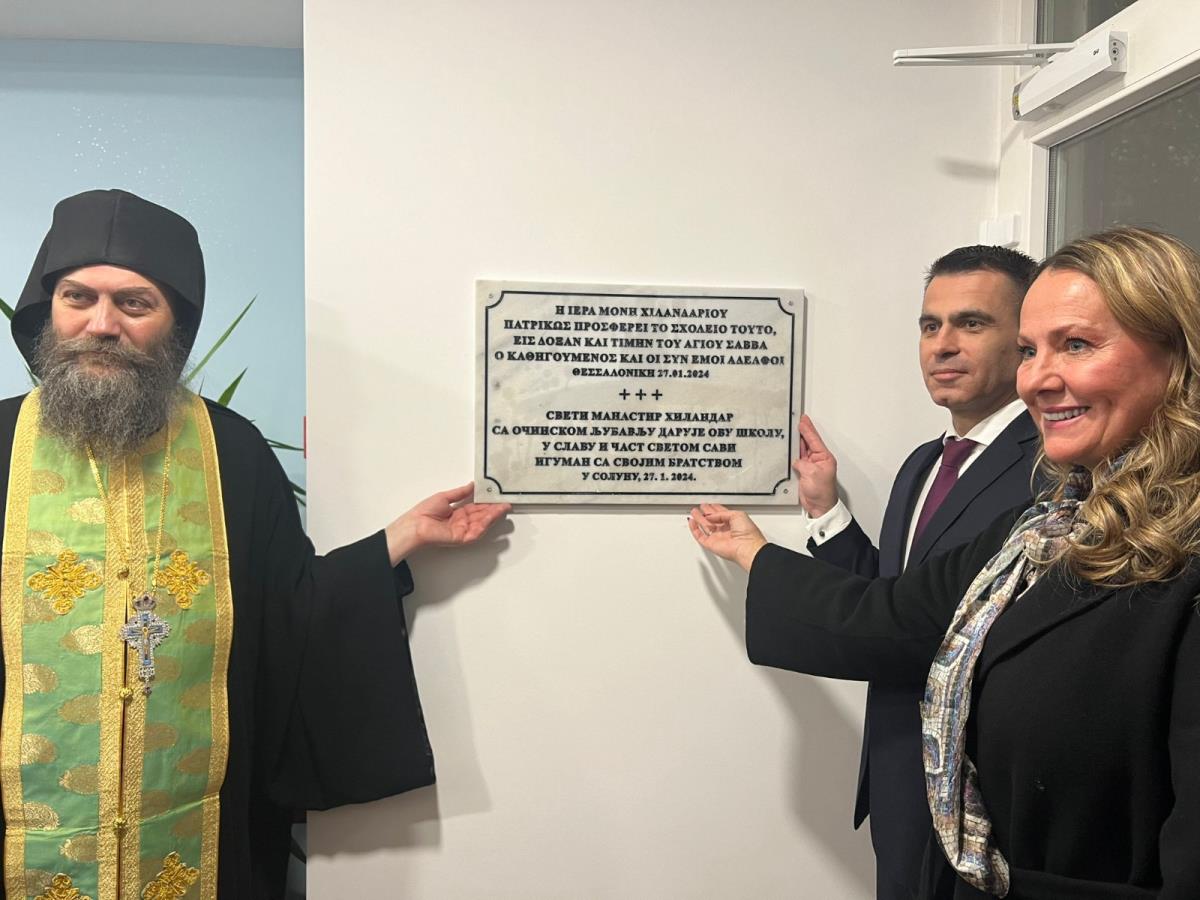 Η ΙΕΡΑ ΜΟΝΗ ΧΙΛΑΝΔΑΡΙΟΥ
ΠΑΤΡΙΚΩΣ ΠΡΟΣΦΕΡΕΙ ΤΟ ΣΧΟΛΕΙΟ ΤΟΥΤΟ,
ΕΙΣ ΔΟΞΑΝ ΚΑΙ ΤΙΜΗΝ ΤΟΥ ΑΓΙΟΥ ΣΑΒΒΑ
Ο ΚΑΘΗΓΟΥΜΕΝΟΣ ΚΑΙ ΟΙ ΣΥΝ ΕΜΟΙ ΑΔΕΛΦΟΙ
ΘΕΣΣΑΛΟΝΙΚΗ 27.01.2024
+++
СВЕТИ МАНАСТИР ХИЛАНДАР
СА ОЧИНСКОМ ЉУБАВЉУ ДАРУЈЕ ОВУ ШКОЛУ,
У СЛАВУ И ЧАСТ СВЕТОМ САВИ
ИГУМАН СА СВОЈИМ БРАТСТВОМ
У СОЛУНУ, 27. 1. 2024.